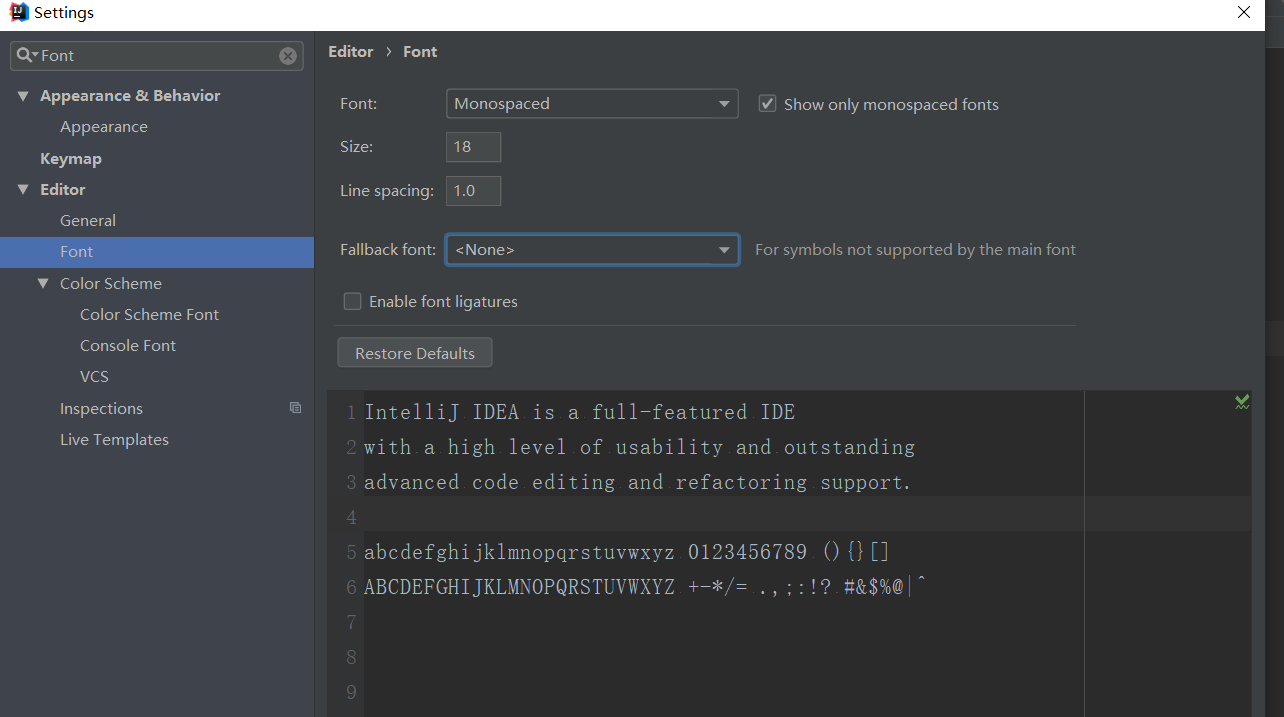 Settings
Font
Appearance & Behavior
Appearance
Keymap
Editor
General
Font
Color Scheme
Color Scheme Font
Console Font
VCS
Inspections
Live Templates
Editor › Font
Font: Monospaced Show only monospaced fonts
Size: 18
Line spacing: 1.0
Fallback font: <None> For symbols not supported by the main font
Enable font ligatures
Restore Defaults
1 IntelliJ IDEA is a full-featured IDE
2 with a high level of usability and outstanding
3 advanced code editing and refactoring support.
4
5 abcdefghijklmnopqrstuvwxyz 0123456789 (){}[]
6 ABCDEFGHIJKLMNOPQRSTUVWXYZ +-*/= .,;:!? #&$%@|^
7
8
9